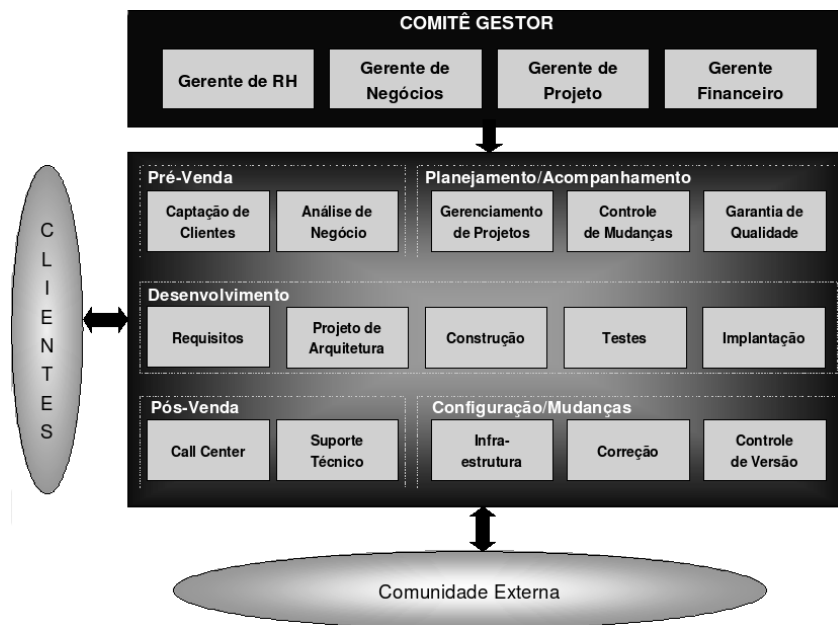 COMITÊ GESTOR
Gerente de RH
Gerente de
Negócios
Gerente de
Projeto
Gerente
Financeiro
CLIENTES
Pré-Venda
Captação de
Clientes
Análise de
Negócio
Planejamento/Acompanhamento
Gerenciamento
de Projetos
Controle
de Mudanças
Garantia de
Qualidade
Desenvolvimento
Requisitos
Projeto de
Arquitetura
Construção
Testes
Implantação
Pós-Venda
Call Center
Suporte
Técnico
Configuração/Mudanças
Infra-
estrutura
Correção
Controle
de Versão
Comunidade Externa